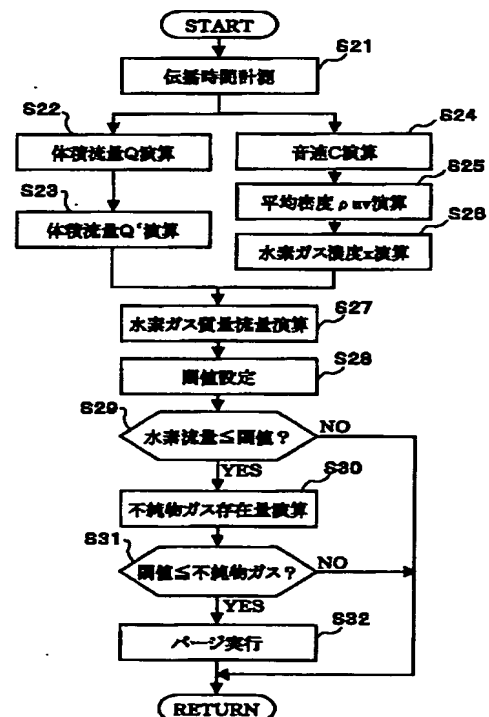 START
S21
伝播時間計測
S22
体積流量Q演算
S23
体積流量Q'演算
S24
音速C演算
S25
平均密度ρav演算
S26
水素ガス濃度x演算
S27
水素ガス質量流量演算
S28
閾値設定
S29
水素流量≦閾値?
NO
YES
S30
不純物ガス存在量演算
S31
閾値≦不純物ガス?
NO
YES
S32
パージ実行
RETURN